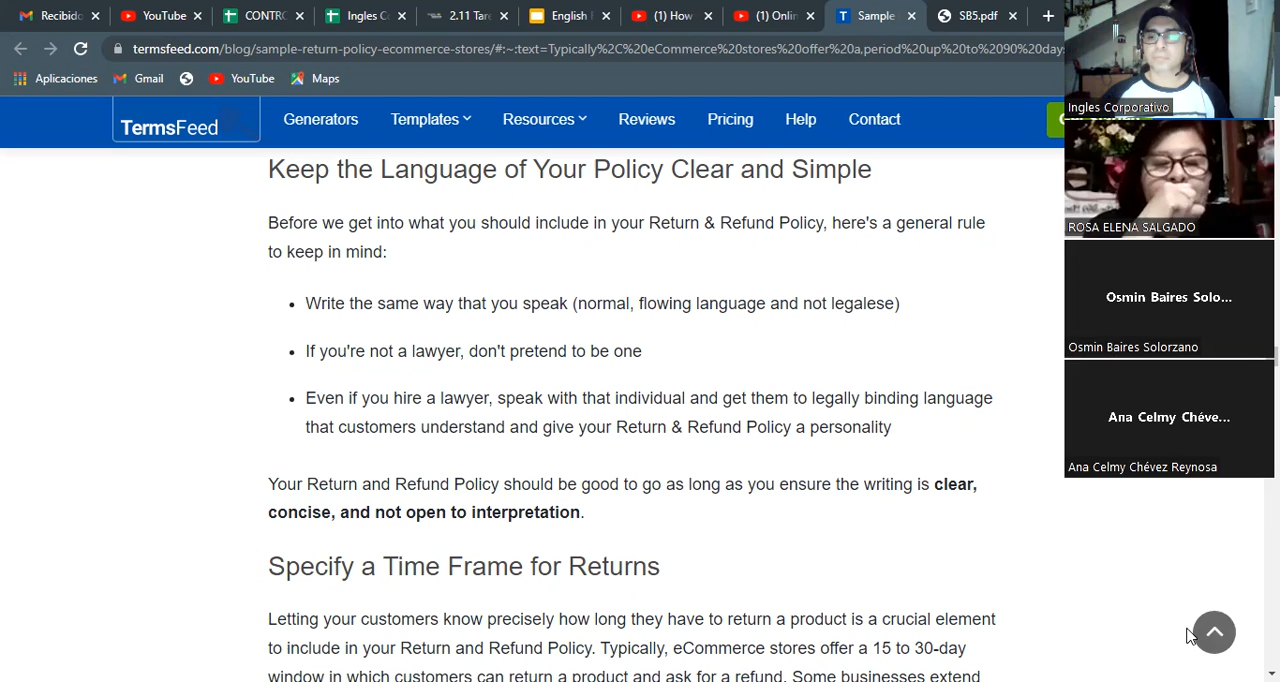 Recibido
YouTube
CONTRO
Ingles Co
2.11 Tare
English F
(1) How
(1) Onlin
Sample
SB5.pdf
termsfeed.com/blog/sample-return-policy-ecommerce-stores/#:~:text=Typically%2C%20eCommerce%20stores%20offer%20a,period%20up%20to%2090%20days
Aplicaciones
Gmail
YouTube
Maps
TermsFeed
Generators
Templates
Resources
Reviews
Pricing
Help
Contact
Keep the Language of Your Policy Clear and Simple
Before we get into what you should include in your Return & Refund Policy, here's a general rule
to keep in mind:
• Write the same way that you speak (normal, flowing language and not legalese)
• If you're not a lawyer, don't pretend to be one
• Even if you hire a lawyer, speak with that individual and get them to legally binding language
that customers understand and give your Return & Refund Policy a personality
Your Return and Refund Policy should be good to go as long as you ensure the writing is clear,
concise, and not open to interpretation.
Specify a Time Frame for Returns
Letting your customers know precisely how long they have to return a product is a crucial element
to include in your Return and Refund Policy. Typically, eCommerce stores offer a 15 to 30-day
window in which customers can return a product and ask for a refund. Some businesses extend
Ingles Corporativo
ROSA ELENA SALGADO
Osmin Baires Solo...
Osmin Baires Solorzano
Ana Celmy Chéve...
Ana Celmy Chévez Reynosa